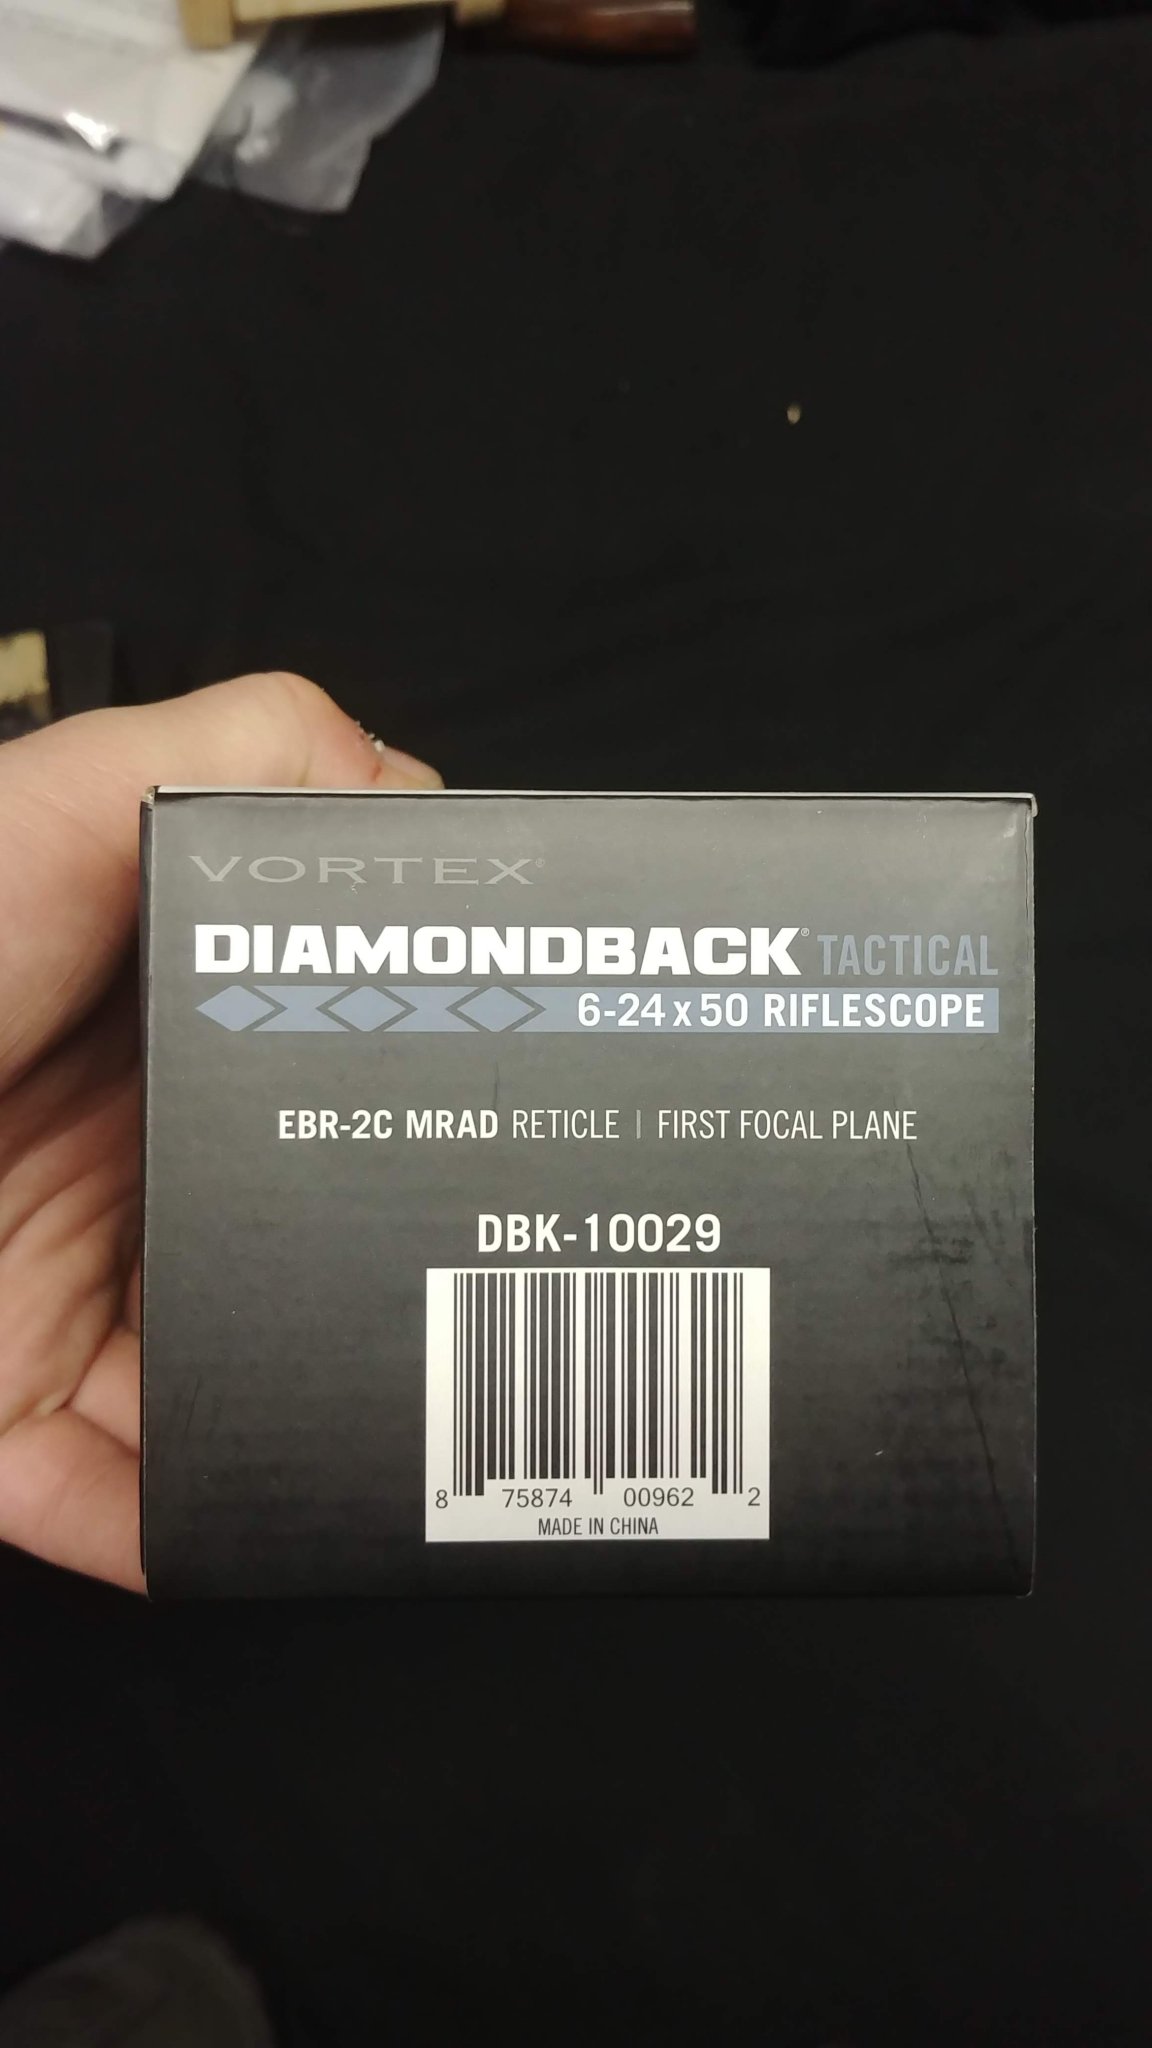 VORTEX®
DIAMONDBACK® TACTICAL
6-24 x 50 RIFLESCOPE
EBR-2C MRAD RETICLE | FIRST FOCAL PLANE
DBK-10029
8 75874 00962 2
MADE IN CHINA